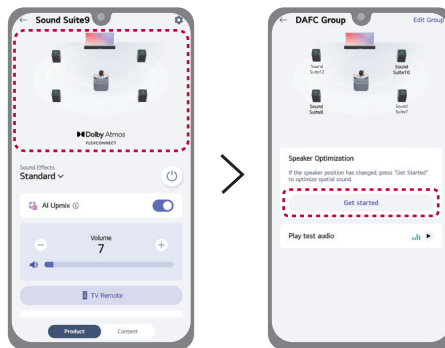 Sound Suite9
Dolby Atmos
FLEXCONNECT
Sound Effects
Standard
AI Upmix
Volume
7
TV Remote
Product
Content
DAFC Group
Edit Group
Sound
Suite12
Sound
Suite10
Sound
Suite8
Sound
Suite7
Speaker Optimization
If the speaker position has changed, press "Get Started"
to optimize spatial sound.
Get started
Play test audio